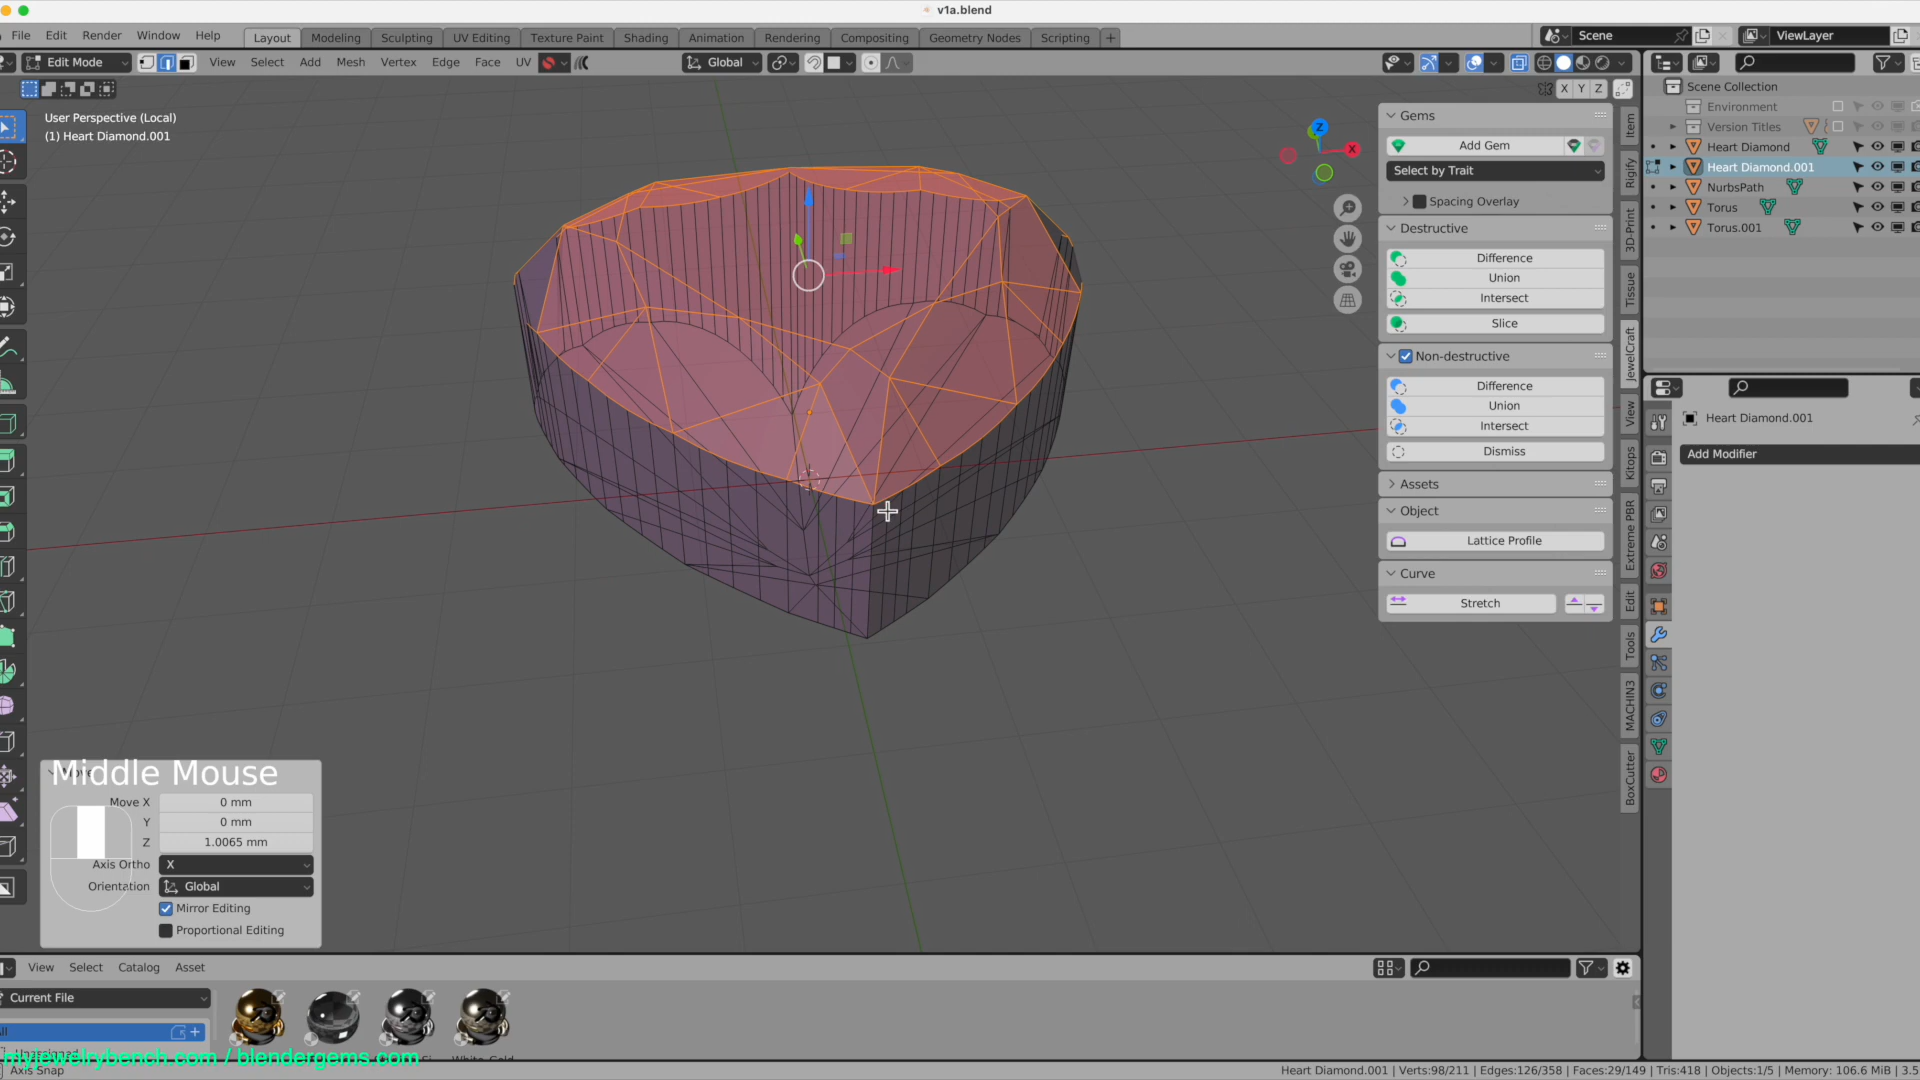 v1a.blend
File Edit Render Window Help Layout Modeling Sculpting UV Editing Texture Paint Shading Animation Rendering Compositing Geometry Nodes Scripting + Scene ViewLayer
Edit Mode View Select Add Mesh Vertex Edge Face UV Global
X Y Z
User Perspective (Local)
(1) Heart Diamond.001
Z
X
Gems
Add Gem
Select by Trait
Spacing Overlay
Destructive
Difference
Union
Intersect
Slice
Non-destructive
Difference
Union
Intersect
Dismiss
Assets
Object
Lattice Profile
Curve
Stretch
Item
Rigify
3D-Print
Tissue
JewelCraft
View
Kitops
Extreme PBR
Edit
Tools
MACHIN3
BoxCutter
Scene Collection
Environment
Version Titles
Heart Diamond
Heart Diamond.001
NurbsPath
Torus
Torus.001
Heart Diamond.001
Add Modifier
Middle Mouse
Move X 0 mm
Y 0 mm
Z 1.0065 mm
Axis Ortho X
Orientation Global
Mirror Editing
Proportional Editing
View Select Catalog Asset
Current File
Unassigned
White Gold
myjewelrybench.com / blendergems.com
Axis Snap
Heart Diamond.001 | Verts:98/211 | Edges:126/358 | Faces:29/149 | Tris:418 | Objects:1/5 | Memory: 106.6 MiB | 3.5